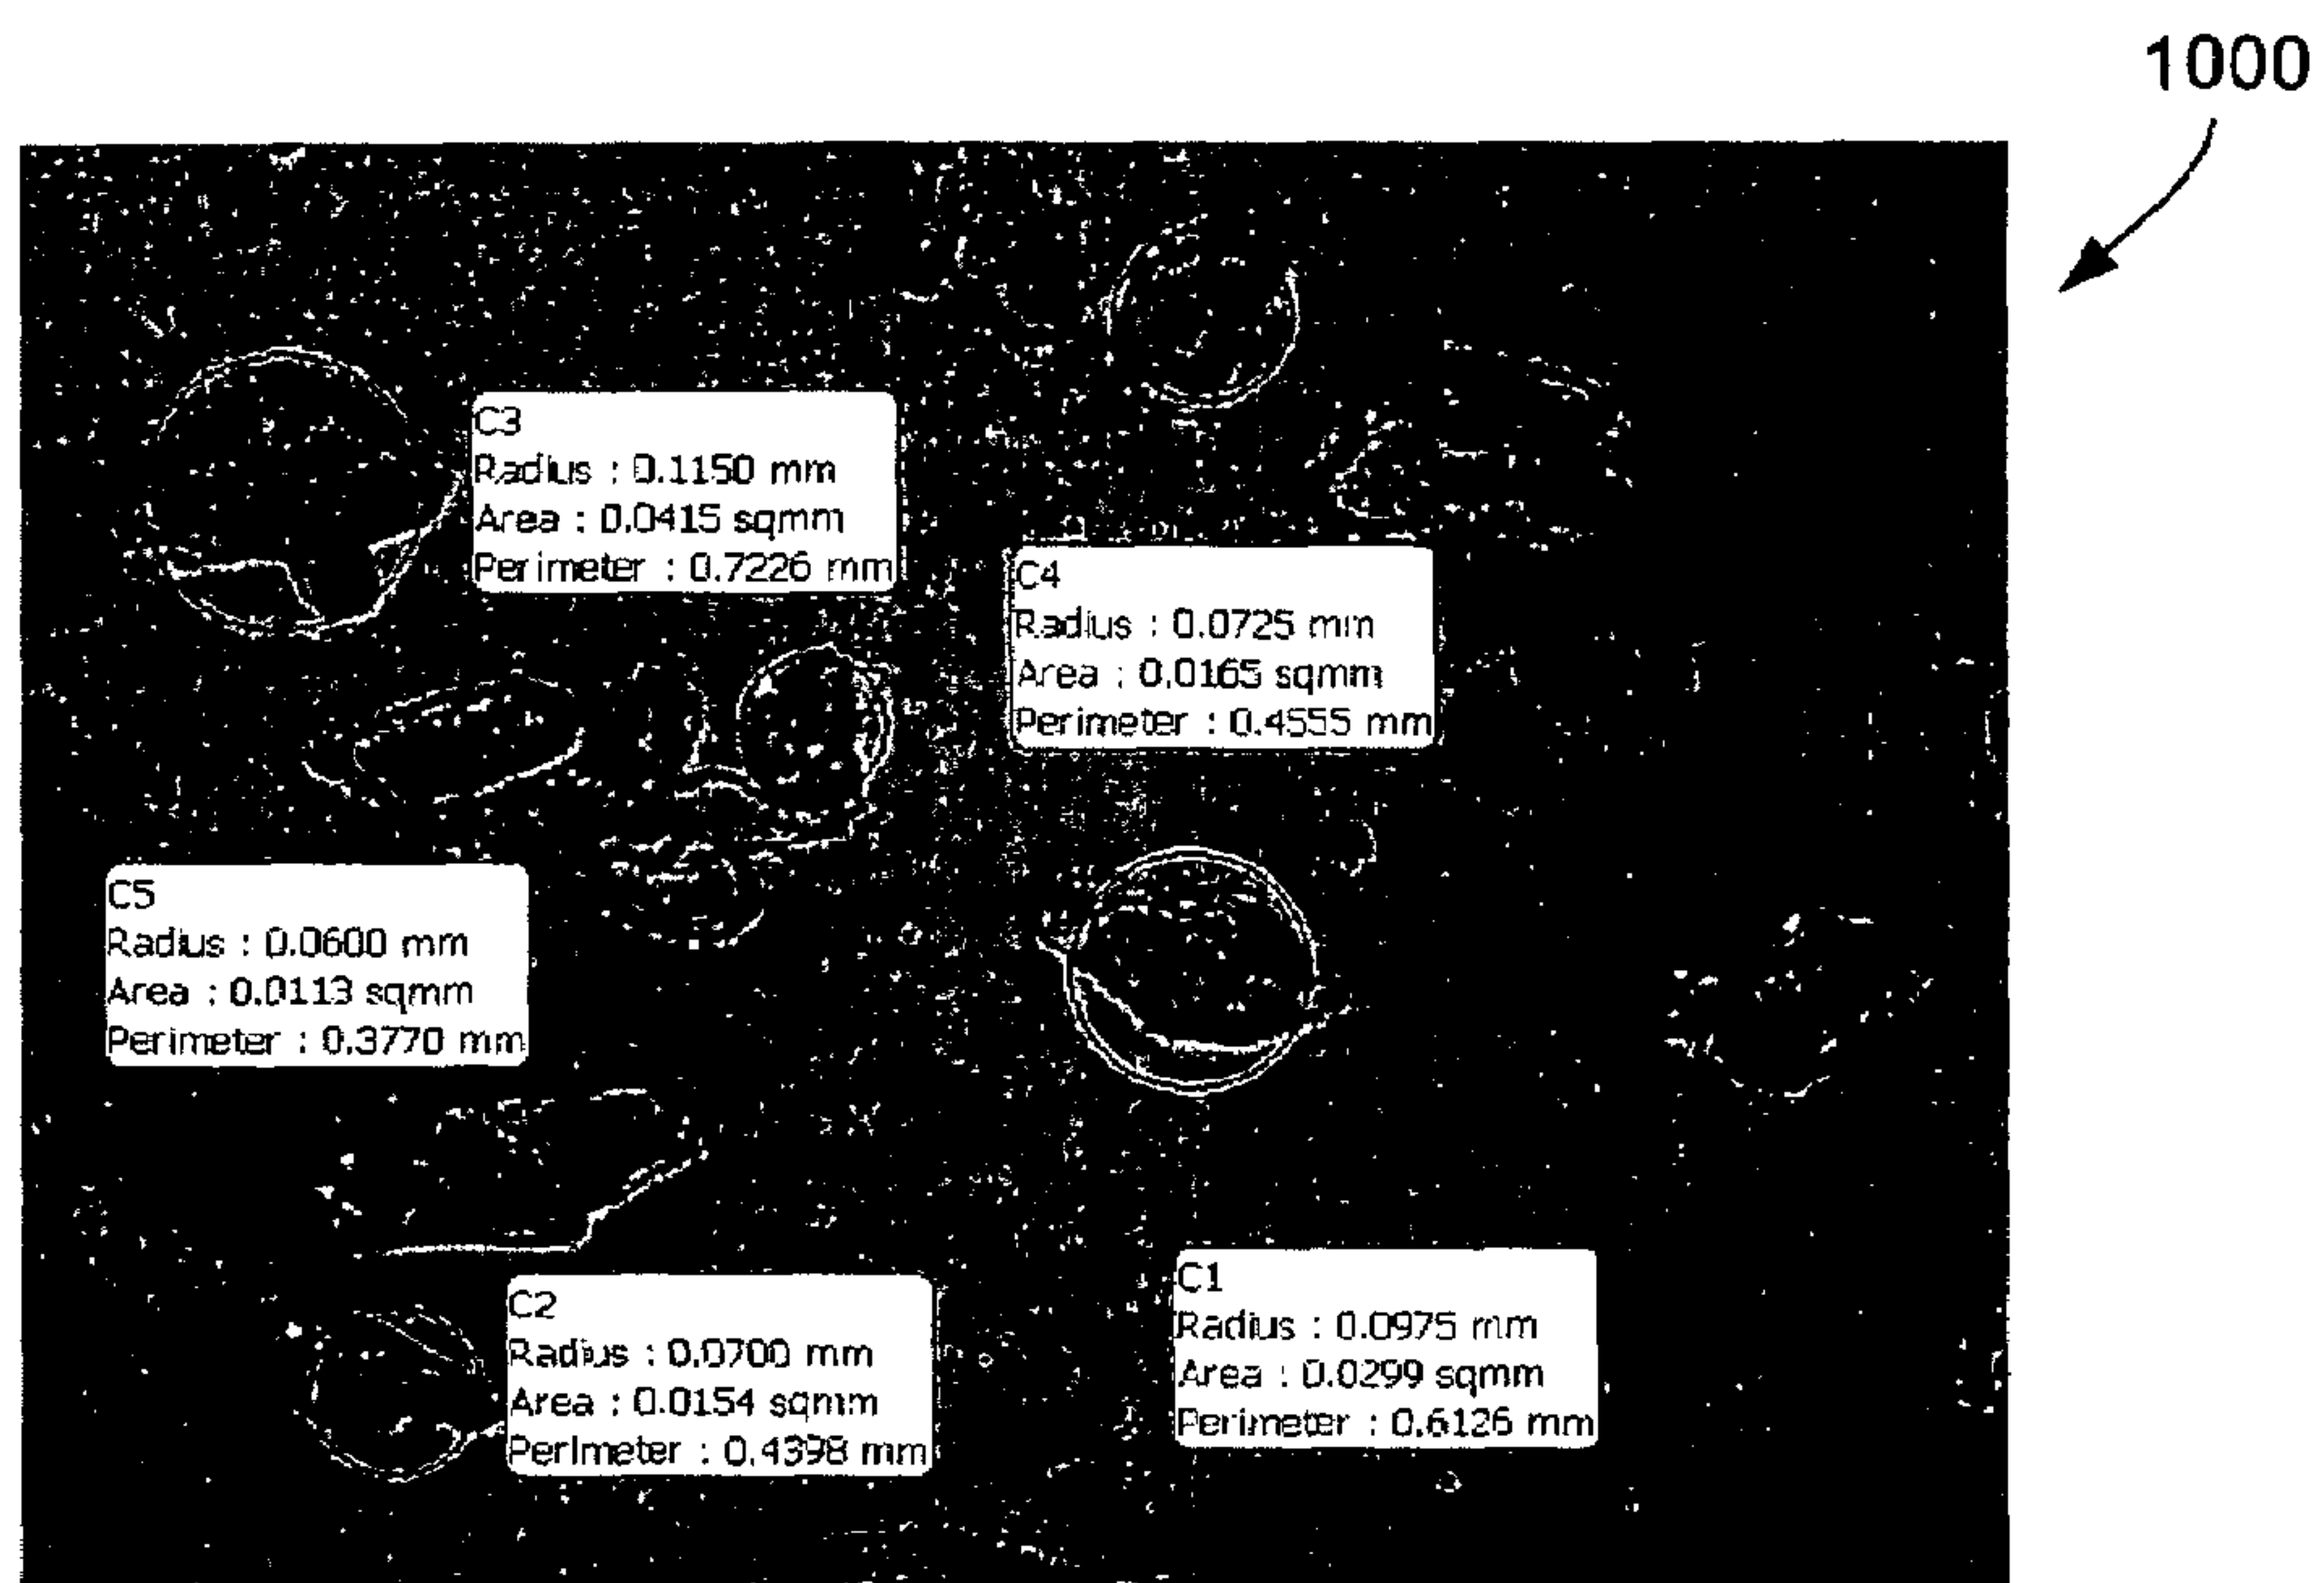 1000
C3
Radius : 0.1150 mm
Area : 0.0415 sqmm
Perimeter : 0.7226 mm
C4
Radius : 0.0725 mm
Area : 0.0165 sqmm
Perimeter : 0.4555 mm
C5
Radius : 0.0600 mm
Area : 0.0113 sqmm
Perimeter : 0.3770 mm
C2
Radius : 0.0700 mm
Area : 0.0154 sqmm
Perimeter : 0.4398 mm
C1
Radius : 0.0975 mm
Area : 0.0299 sqmm
Perimeter : 0.6126 mm